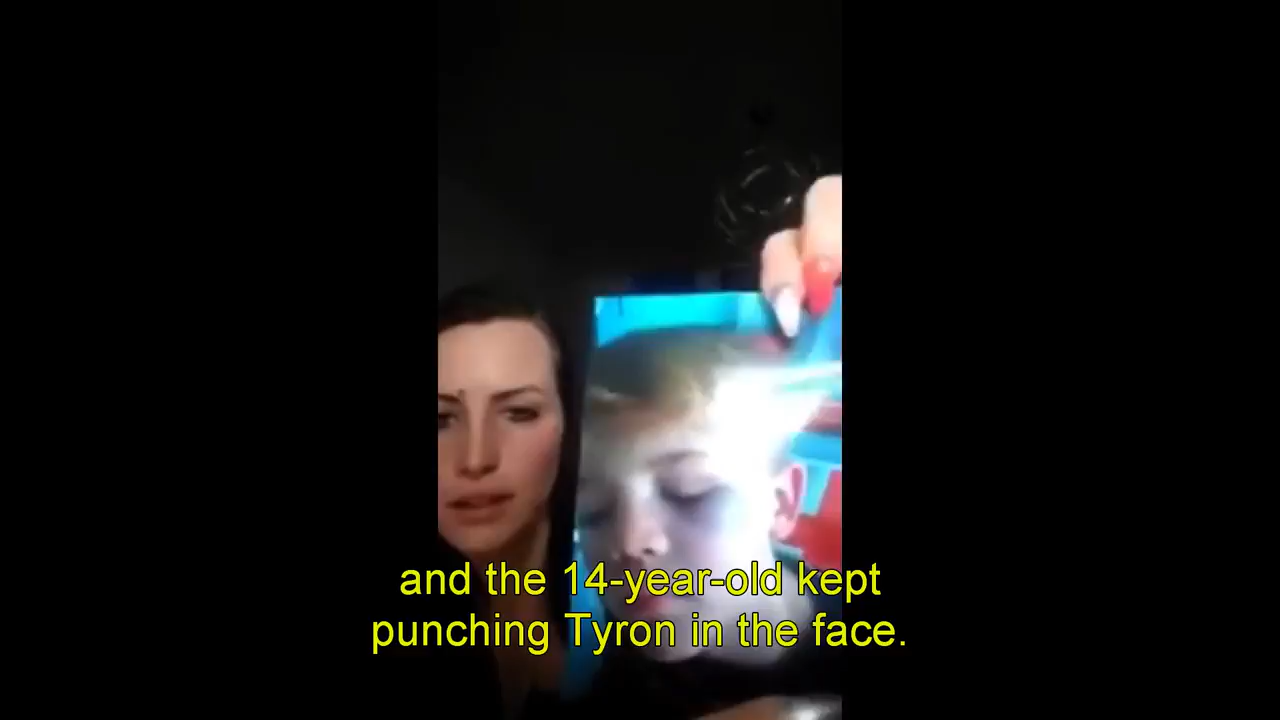 and the 14-year-old kept
punching Tyron in the face.